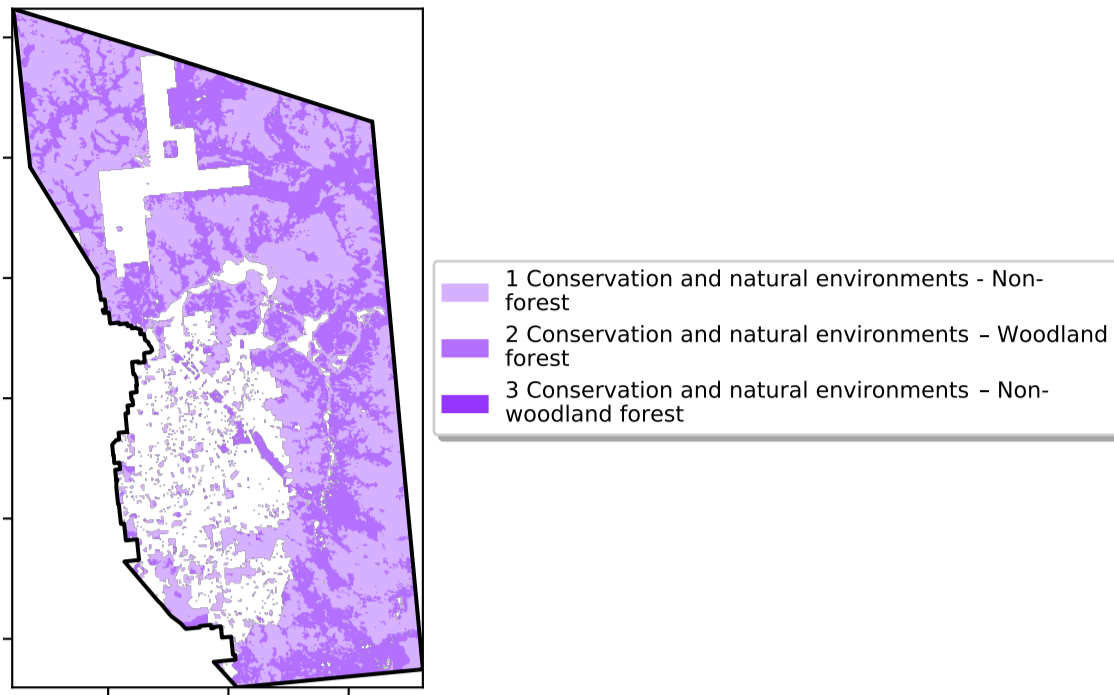 1 Conservation and natural environments - Non-
forest
2 Conservation and natural environments – Woodland
forest
3 Conservation and natural environments – Non-
woodland forest